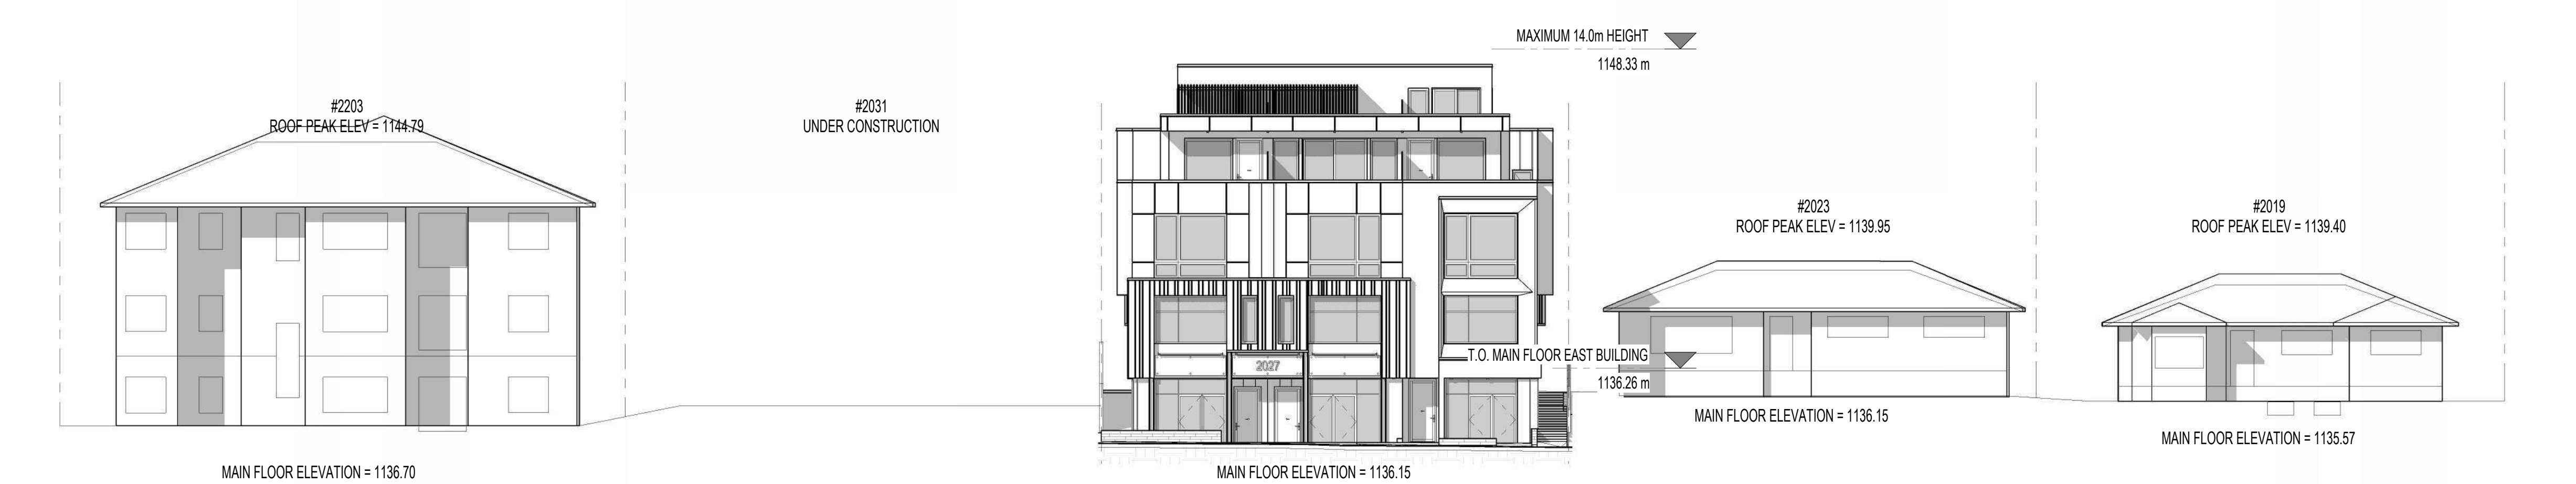 MAXIMUM 14.0m HEIGHT
1148.33 m
#2203
ROOF PEAK ELEV = 1144.79
#2031
UNDER CONSTRUCTION
#2023
ROOF PEAK ELEV = 1139.95
#2019
ROOF PEAK ELEV = 1139.40
T.O. MAIN FLOOR EAST BUILDING
1136.26 m
2027
MAIN FLOOR ELEVATION = 1136.70
MAIN FLOOR ELEVATION = 1136.15
MAIN FLOOR ELEVATION = 1136.15
MAIN FLOOR ELEVATION = 1135.57